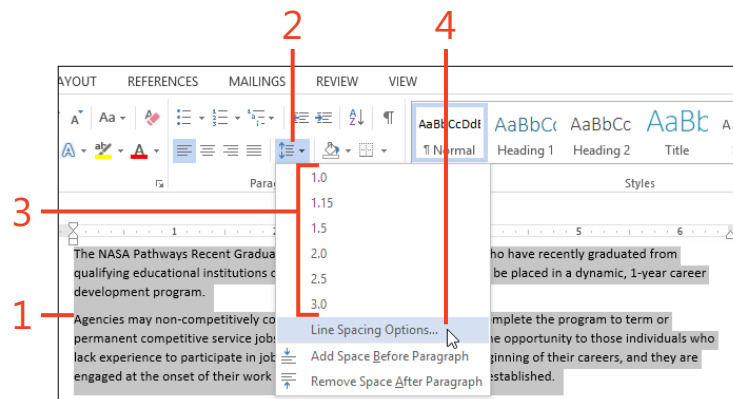 2 4
AYOUT REFERENCES MAILINGS REVIEW VIEW
A Aa
AaBbCcDdE AaBbCc AaBbCc AaBb
A ¶ Normal Heading 1 Heading 2 Title
Para Styles
1.0
1.15
3
1.5
1 5 6
The NASA Pathways Recent Gradua ho have recently graduated from
2.0
qualifying educational institutions be placed in a dynamic, 1-year career
2.5
development program.
3.0
1
Agencies may non-competitively co mplete the program to term or
Line Spacing Options...
permanent competitive service jobs e opportunity to those individuals who
lack experience to participate in job Add Space Before Paragraph ginning of their careers, and they are
engaged at the onset of their work Remove Space After Paragraph established.